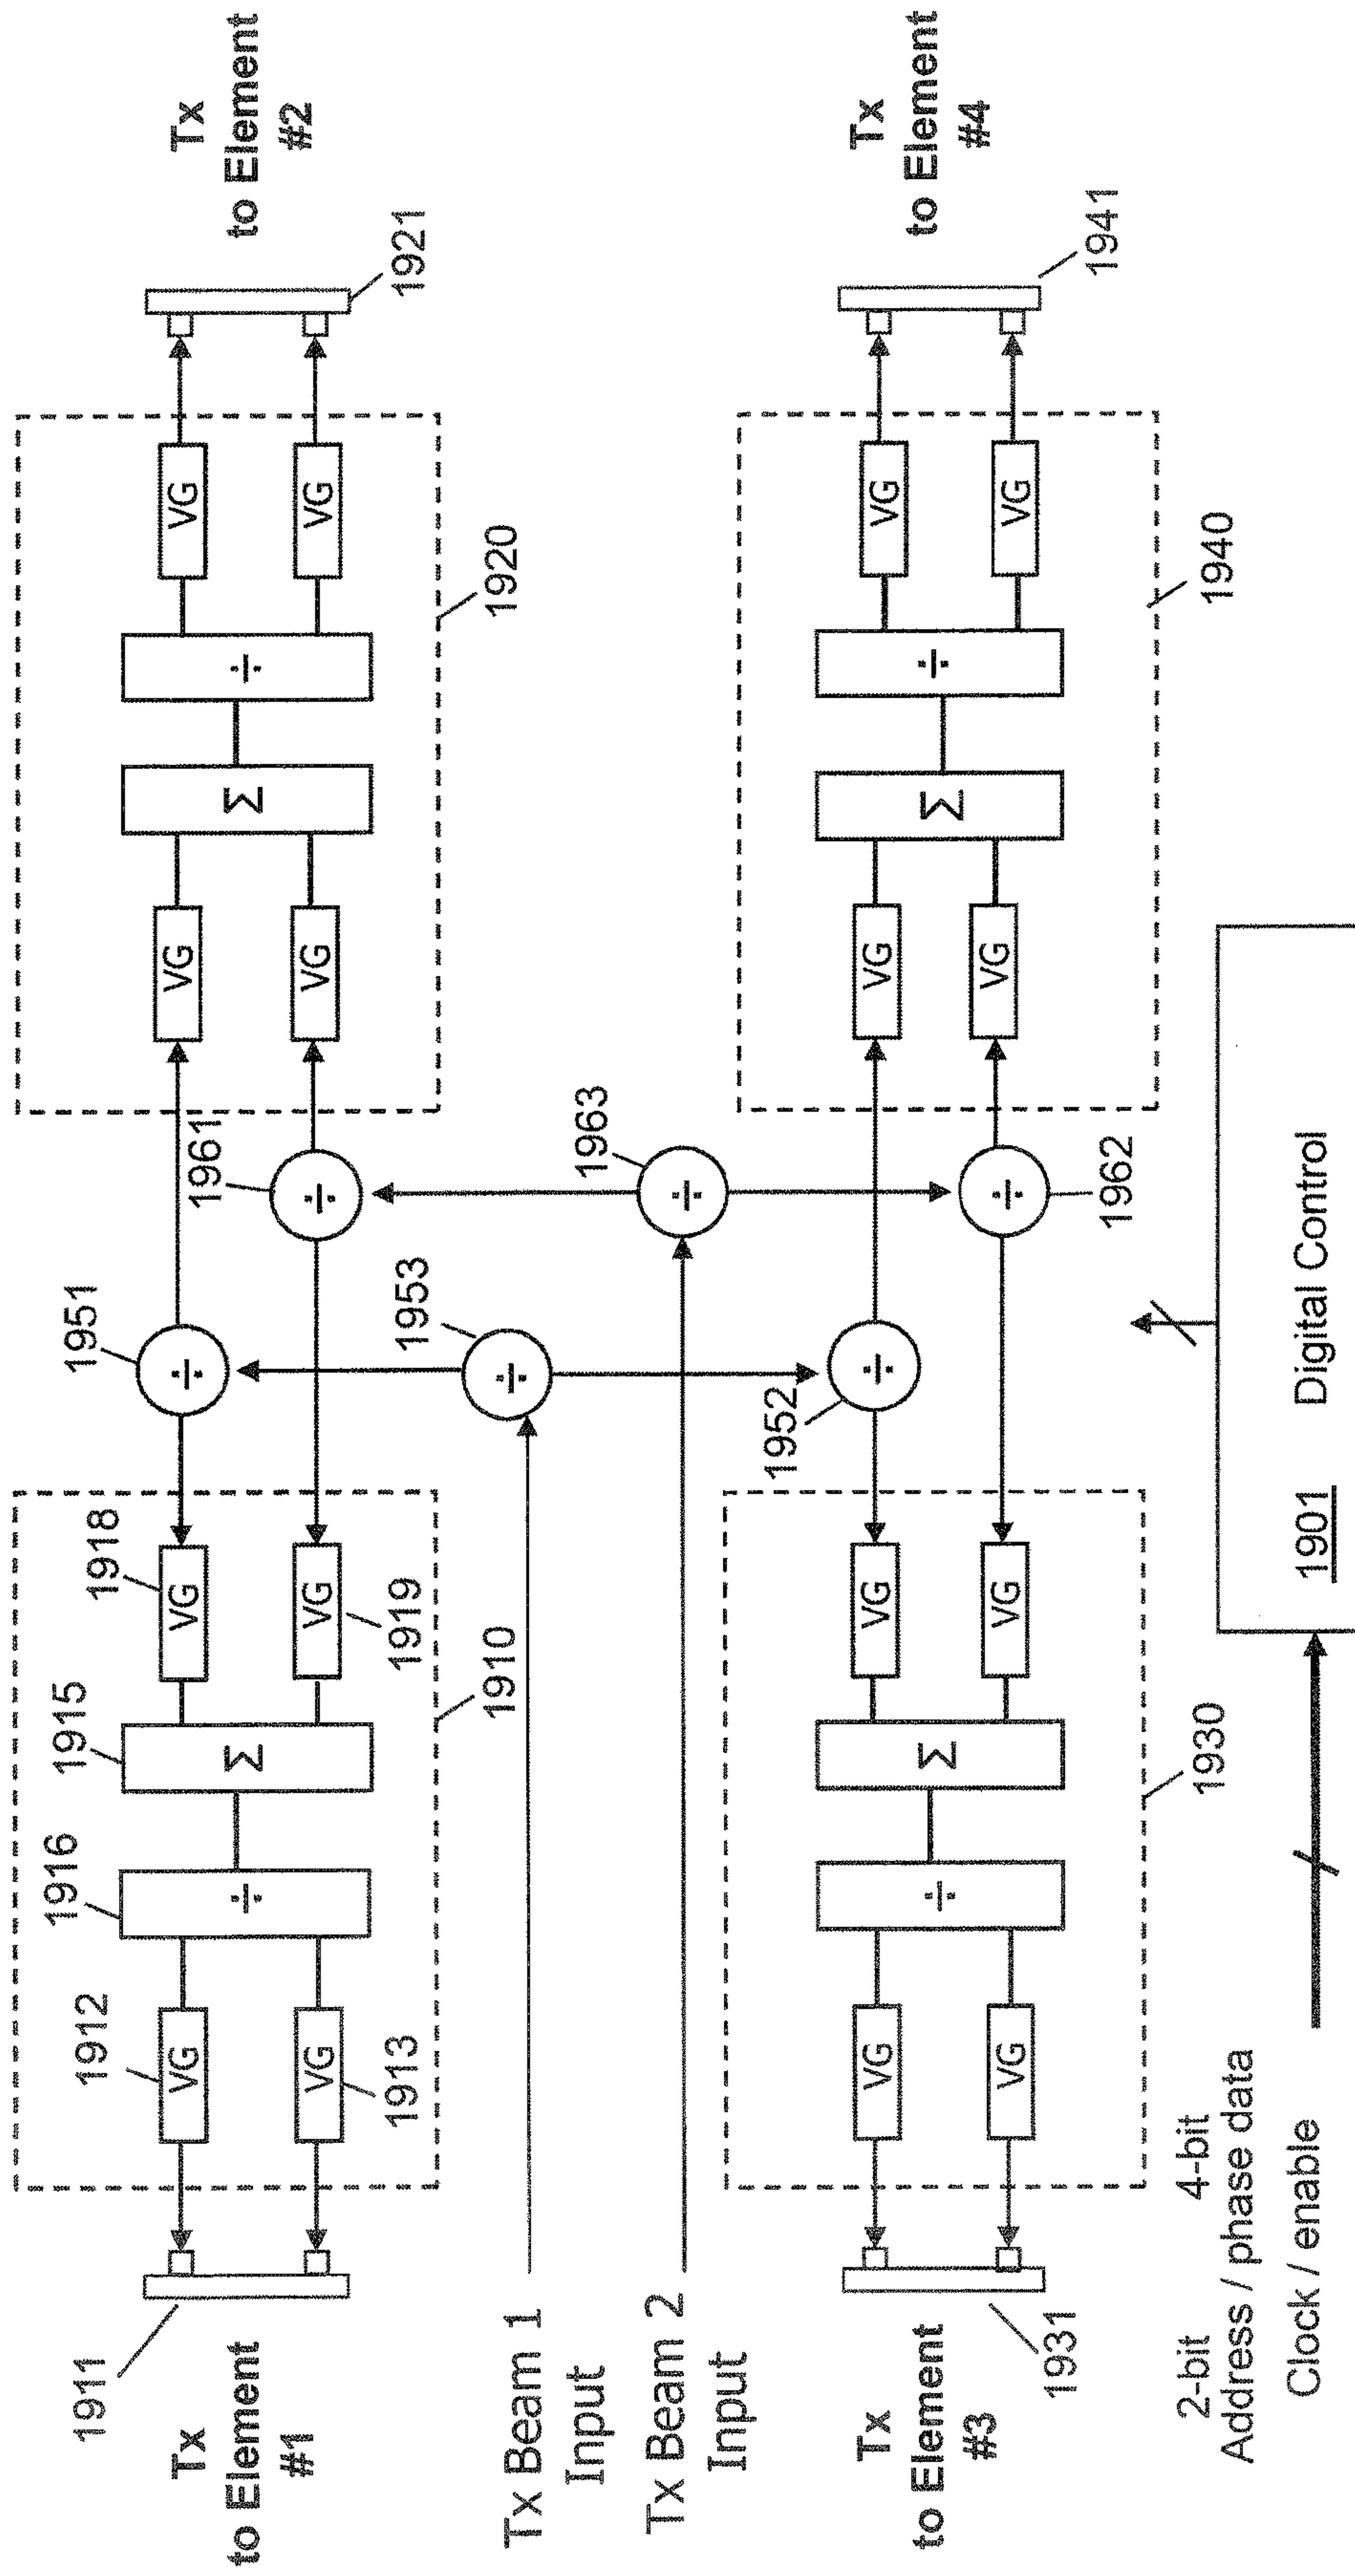 Tx
to Element
#1
1911
1912
VG
1913
VG
1916
÷
1915
Σ
1918
VG
1919
VG
1910
1951
÷
1961
÷
VG
VG
Σ
÷
VG
VG
1920
1921
Tx
to Element
#2
Tx Beam 1
Input
1953
÷
Tx Beam 2
Input
1963
÷
Tx
to Element
#3
1931
VG
VG
÷
Σ
VG
VG
1930
1952
÷
1962
÷
VG
VG
Σ
÷
VG
VG
1940
1941
Tx
to Element
#4
2-bit 4-bit
Address / phase data
Clock / enable
1901 Digital Control